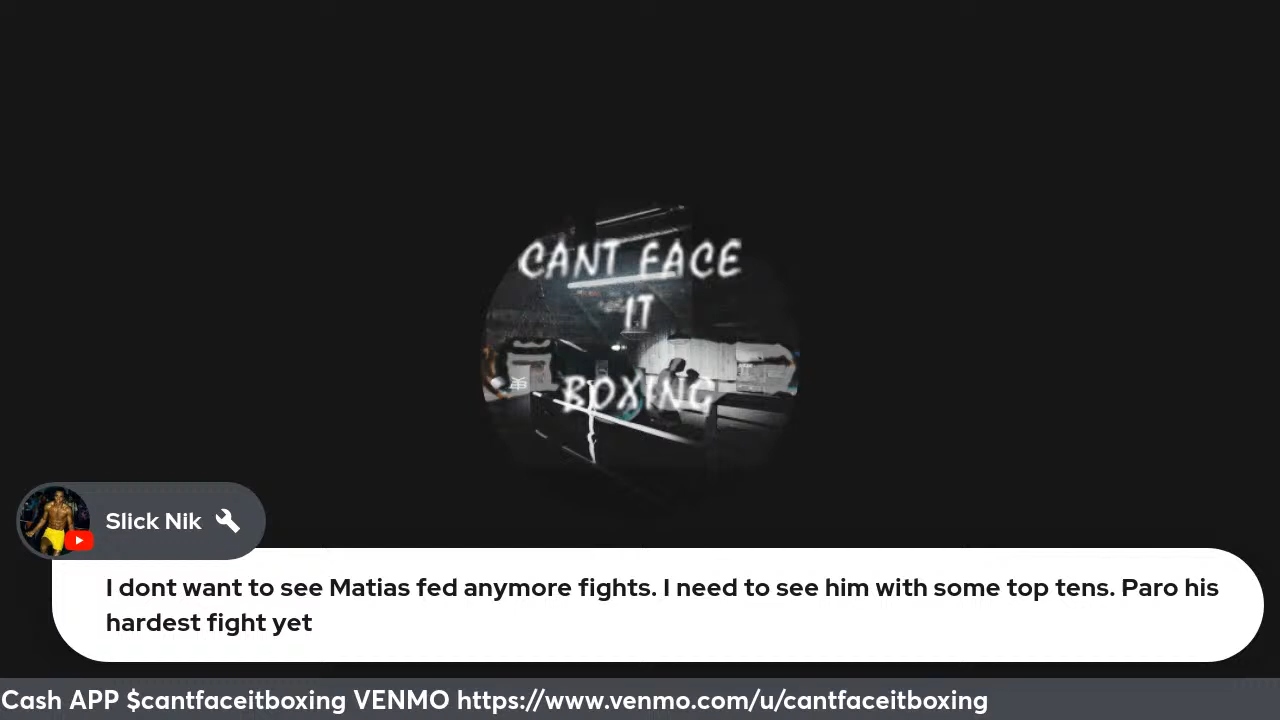 CANT FACE
IT
BOXING
Slick Nik
I dont want to see Matias fed anymore fights. I need to see him with some top tens. Paro his
hardest fight yet
Cash APP $cantfaceitboxing VENMO https://www.venmo.com/u/cantfaceitboxing